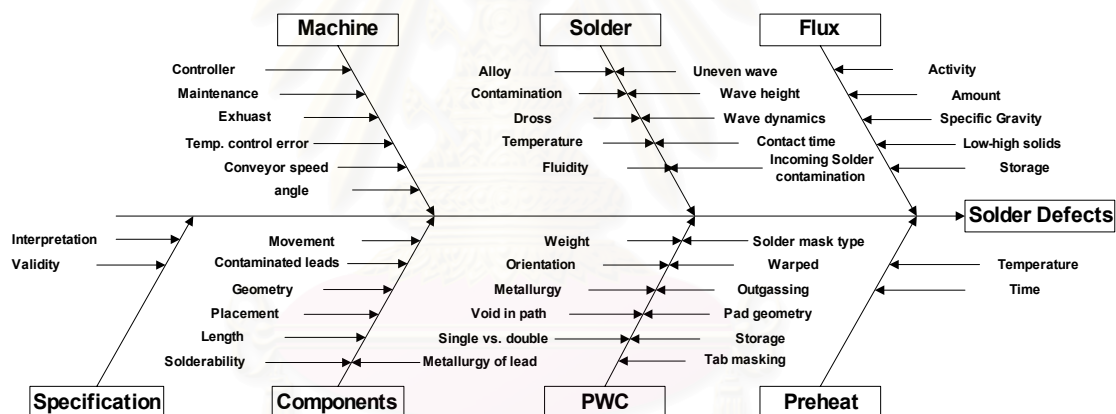 Machine
Solder
Flux
Controller
Maintenance
Exhuast
Temp. control error
Conveyor speed
angle
Alloy
Contamination
Dross
Temperature
Fluidity
Uneven wave
Wave height
Wave dynamics
Contact time
Incoming Solder
contamination
Activity
Amount
Specific Gravity
Low-high solids
Storage
Solder Defects
Interpretation
Validity
Movement
Contaminated leads
Geometry
Placement
Length
Solderability
Metallurgy of lead
Weight
Orientation
Metallurgy
Void in path
Single vs. double
Solder mask type
Warped
Outgassing
Pad geometry
Storage
Tab masking
Temperature
Time
Specification
Components
PWC
Preheat